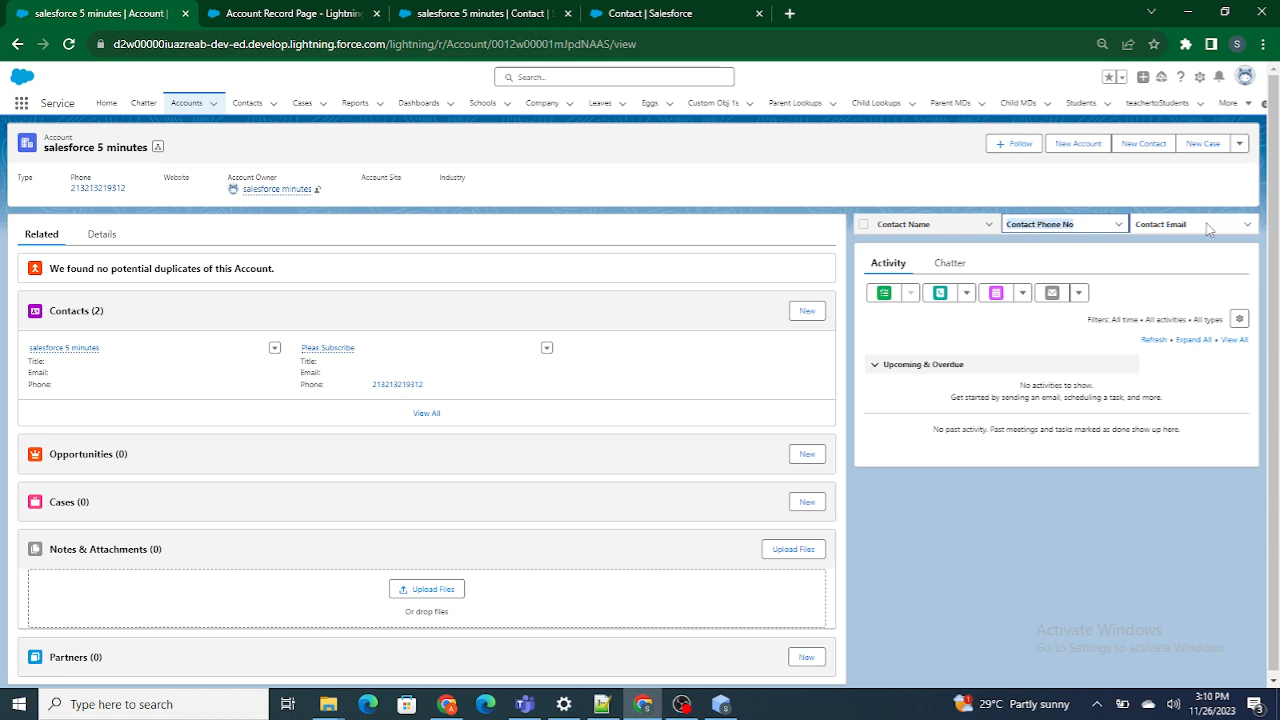 salesforce 5 minutes |
Account Record Page - Lightning
salesforce 5 minutes | Contact |
Contact | Salesforce
d2w00000iuazreab-dev-ed.develop.lightning.force.com/lightning/r/Account/0012w00001mJpdNAAS/view
S
Search...
Service
Home
Chatter
Accounts
Contacts
Cases
Reports
Dashboards
Schools
Company
Leaves
Eggs
Custom Obj 1s
Parent Lookups
Child Lookups
Parent MDs
Child MDs
Students
teachertoStudents
More
Account
salesforce 5 minutes
+ Follow
New Account
New Contact
New Case
Type
Phone
Website
Account Owner
Account Site
Industry
213213219312
salesforce minutes
Related
Details
We found no potential duplicates of this Account.
Contacts (2)
New
salesforce 5 minutes
Title:
Email:
Phone:
Pleas Subscribe
Title:
Email:
Phone: 213213219312
View All
Opportunities (0)
New
Cases (0)
New
Notes & Attachments (0)
Upload Files
Upload Files
Or drop files
Partners (0)
New
Contact Name
Contact Phone No
Contact Email
Activity
Chatter
Filters: All time • All activities • All types
Refresh • Expand All • View All
Upcoming & Overdue
No activities to show.
Get started by sending an email, scheduling a task, and more.
No past activity. Past meetings and tasks marked as done show up here.
Activate Windows
Go to Settings to activate Windows.
Type here to search
29°C Partly sunny
3:10 PM
11/26/2023
3